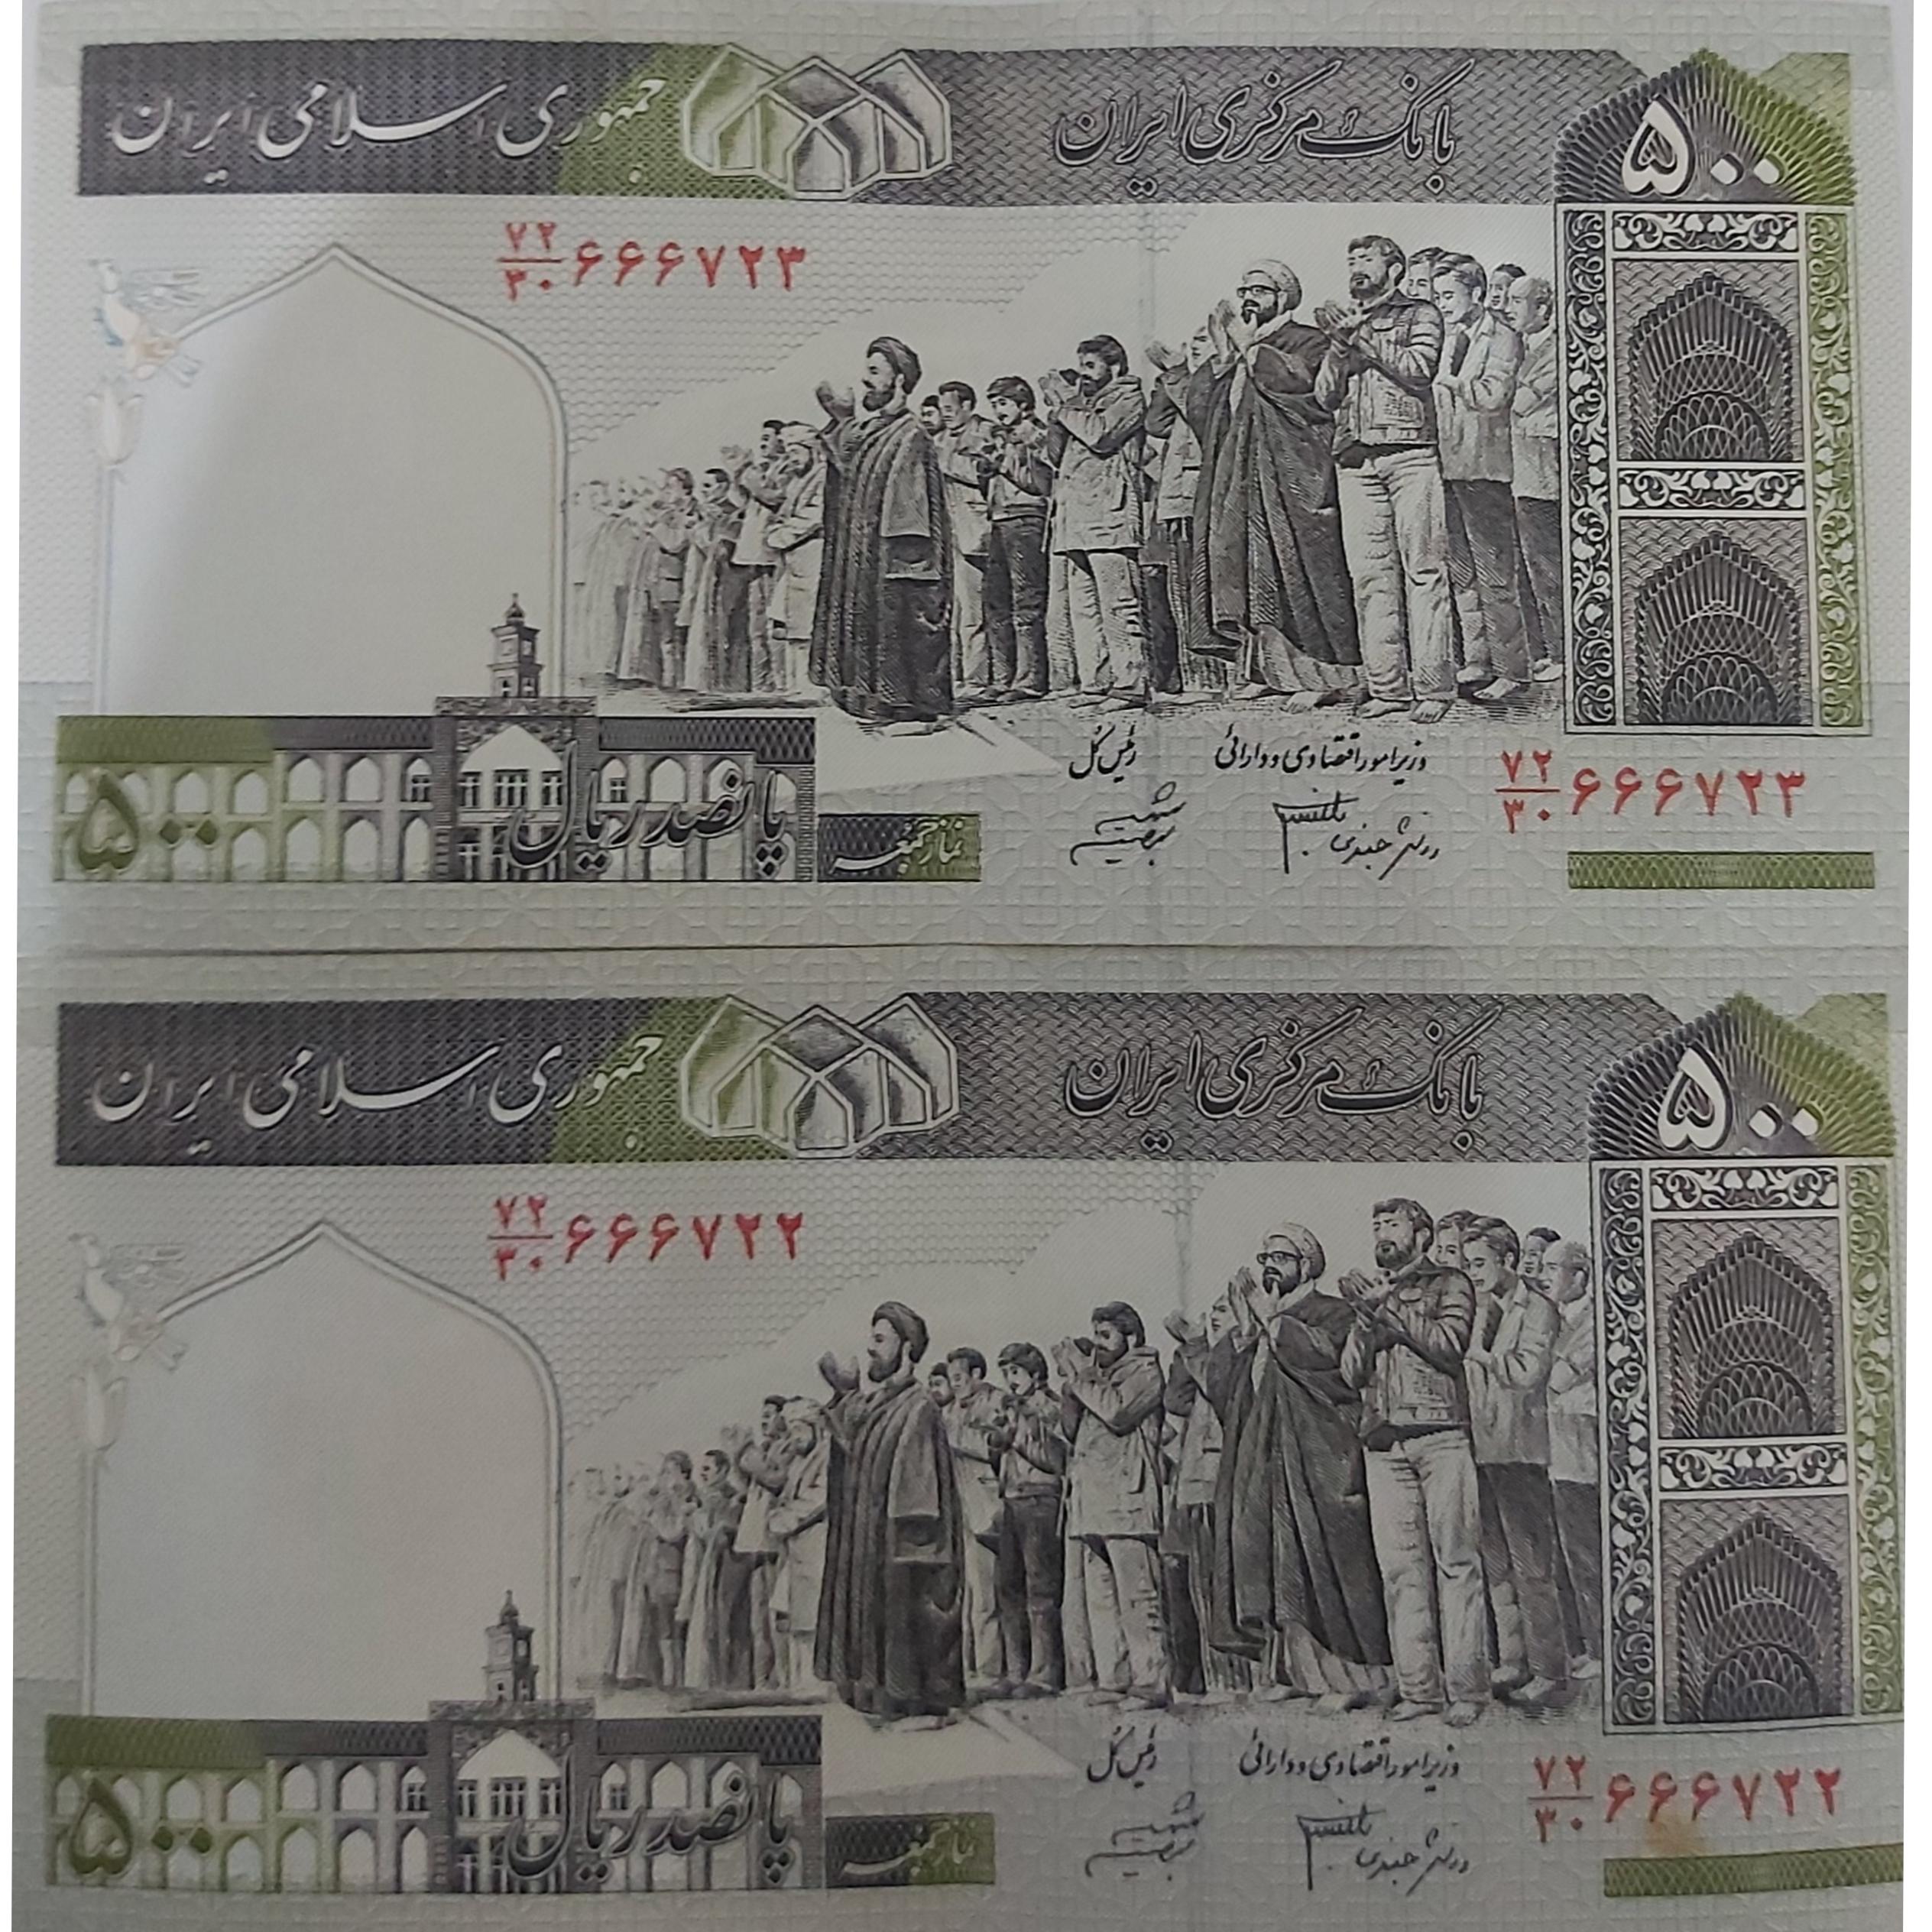 بانک مرکزی ایران
جمهوری اسلامی ایران
۵۰۰
۷۲/۳۰ ۶۶۶۷۲۳
رئیس کل
وزیر امور اقتصادی و دارائی
۷۲/۳۰ ۶۶۶۷۲۳
پانصد ریال
۵۰۰
نماز جمعه
بانک مرکزی ایران
جمهوری اسلامی ایران
۵۰۰
۷۲/۳۰ ۶۶۶۷۲۲
رئیس کل
وزیر امور اقتصادی و دارائی
۷۲/۳۰ ۶۶۶۷۲۲
پانصد ریال
۵۰۰
نماز جمعه